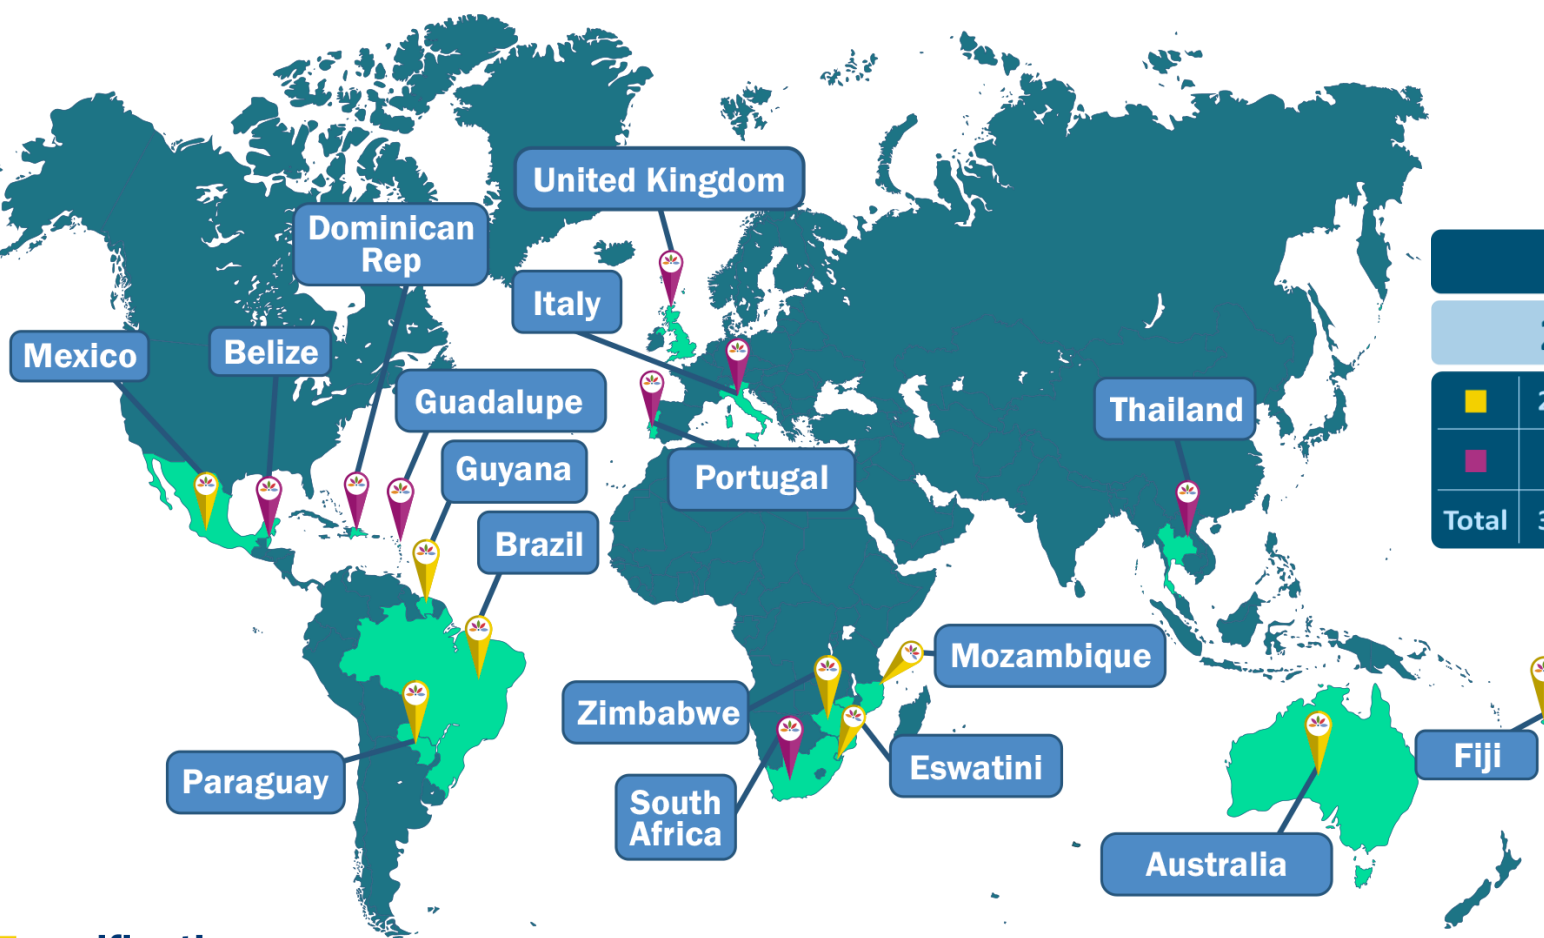 United Kingdom
Dominican
Rep
Italy
Mexico
Belize
Guadalupe
Thailand
Guyana
Portugal
Brazil
Total
Mozambique
Zimbabwe
Eswatini
Fiji
Paraguay
South
Africa
Australia